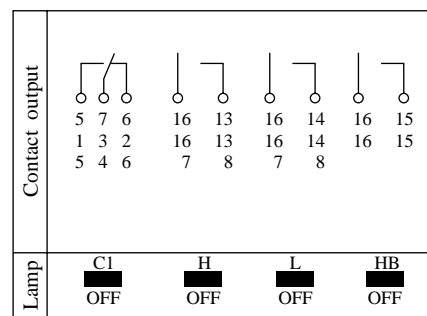 Contact output
5 7 6 16 13 16 14 16 15
1 3 2 16 13 16 14 16 15
5 4 6 7 8 7 8
Lamp
C1 H L HB
OFF OFF OFF OFF